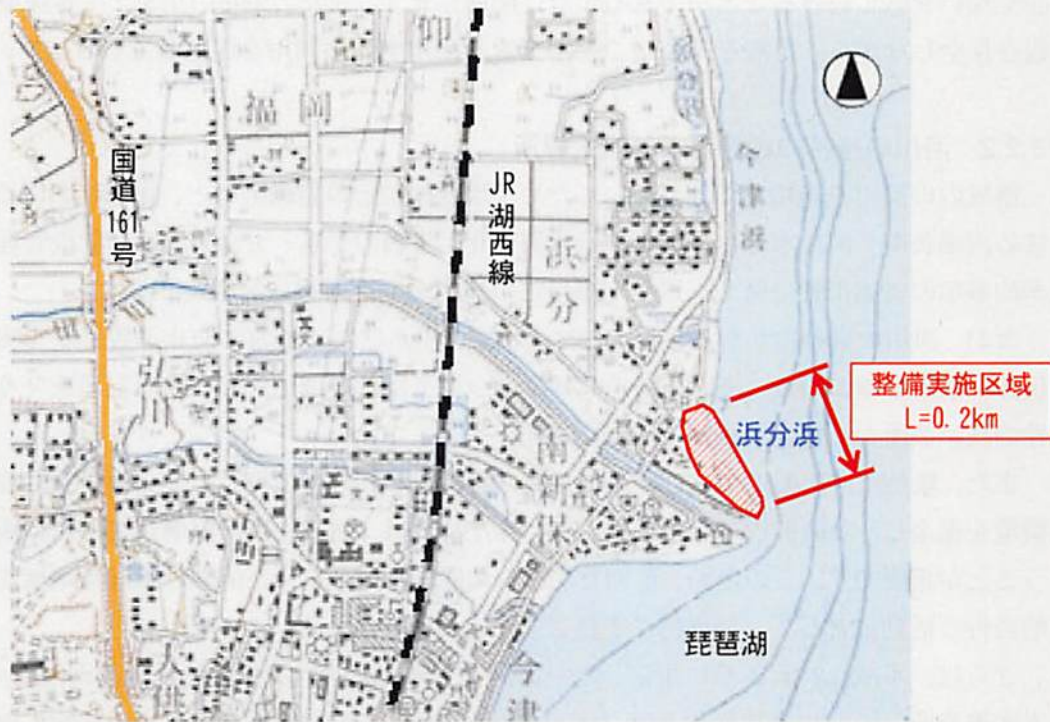 福岡
国道161号
JR湖西線
浜分
今津浜
弘川
整備実施区域
L=0.2km
浜分浜
南新保
琵琶湖
大供
今津